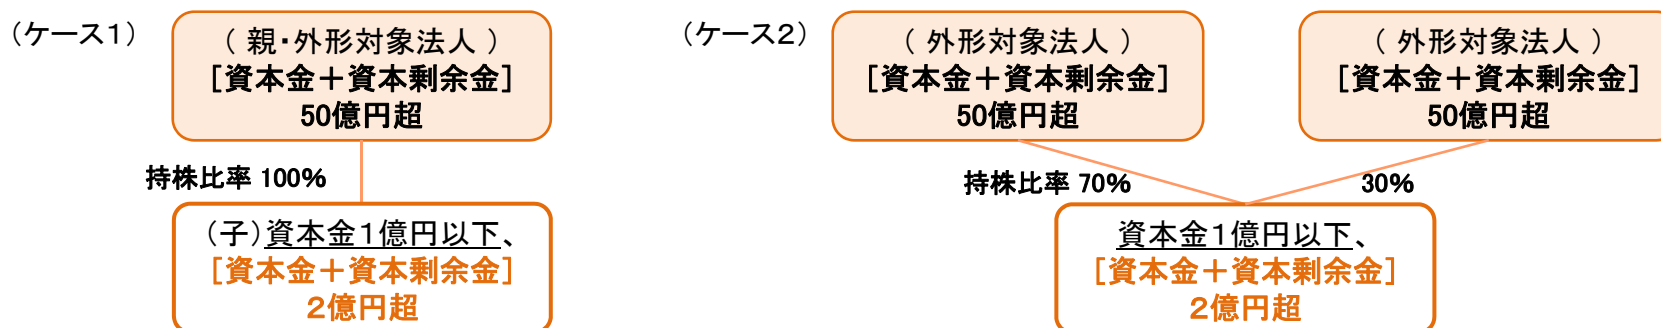 （ケース１）
（ 親・外形対象法人 ）
［資本金＋資本剰余金］
50億円超
持株比率 100%
（子）資本金１億円以下、
［資本金＋資本剰余金］
２億円超
（ケース２）
（ 外形対象法人 ）
［資本金＋資本剰余金］
50億円超
（ 外形対象法人 ）
［資本金＋資本剰余金］
50億円超
持株比率 70%
30%
資本金１億円以下、
［資本金＋資本剰余金］
２億円超